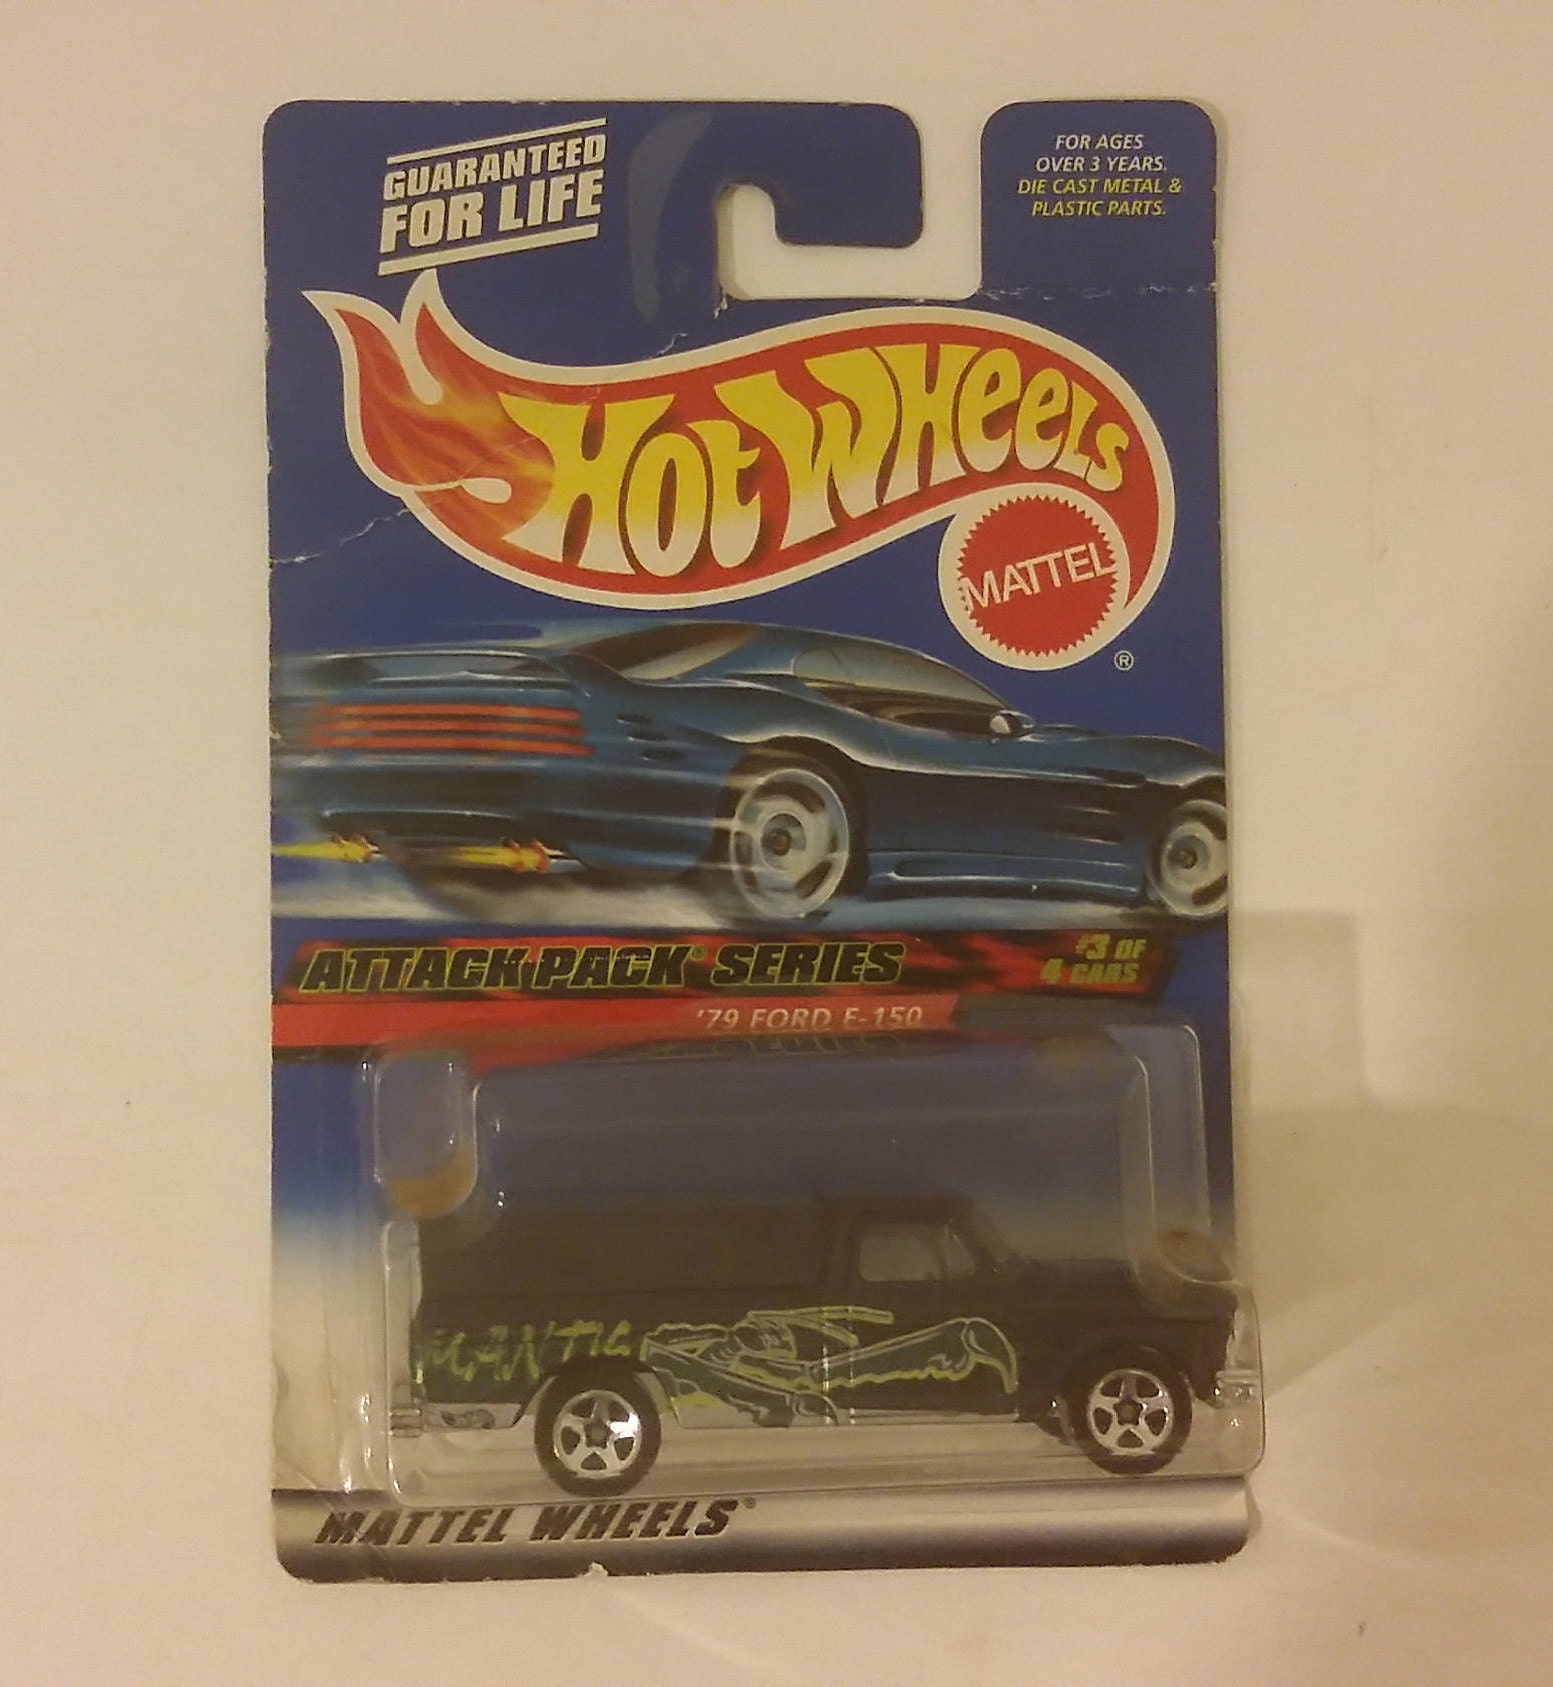 GUARANTEED
FOR LIFE
FOR AGES
OVER 3 YEARS.
DIE CAST METAL &
PLASTIC PARTS.
HOT WHEELS
MATTEL
®
ATTACK PACK® SERIES
#3 OF
4 CARS
'79 FORD F-150
MANTIC
MATTEL WHEELS®